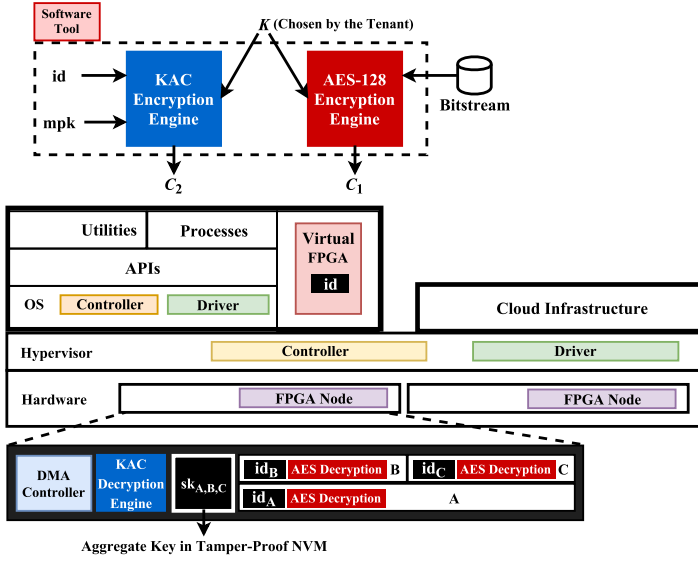 Software
Tool
K (Chosen by the Tenant)
id
mpk
KAC
Encryption
Engine
AES-128
Encryption
Engine
Bitstream
C2
C1
Utilities
Processes
APIs
OS
Controller
Driver
Virtual
FPGA
id
Cloud Infrastructure
Hypervisor
Controller
Driver
Hardware
FPGA Node
FPGA Node
DMA
Controller
KAC
Decryption
Engine
skA,B,C
idB AES Decryption B
idC AES Decryption C
idA AES Decryption A
Aggregate Key in Tamper-Proof NVM